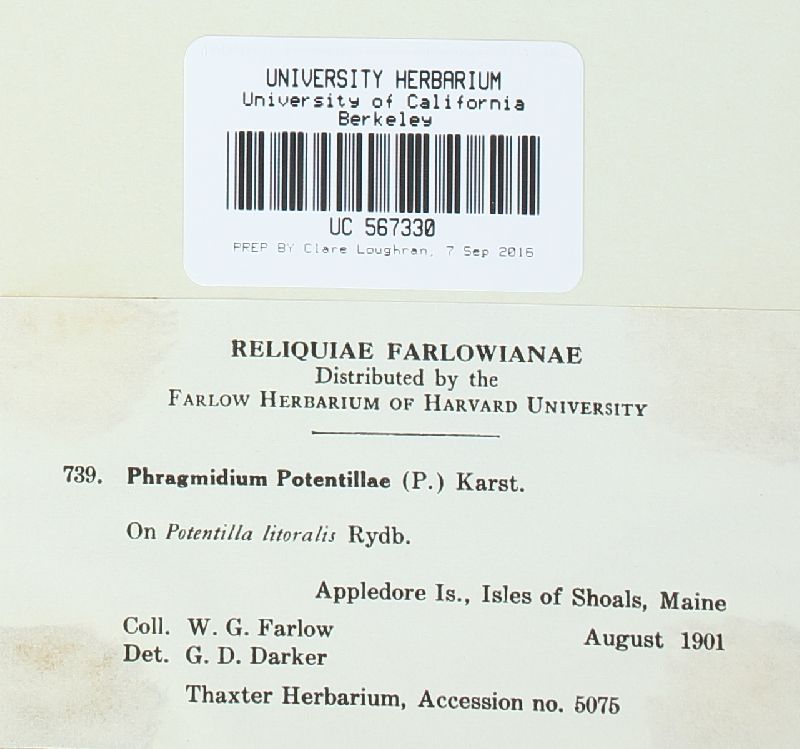 UNIVERSITY HERBARIUM
University of California
Berkeley
UC 567330
PREP BY Clare Loughran, 7 Sep 2016
RELIQUIAE FARLOWIANAE
Distributed by the
FARLOW HERBARIUM OF HARVARD UNIVERSITY
739. Phragmidium Potentillae (P.) Karst.
On Potentilla litoralis Rydb.
Appledore Is., Isles of Shoals, Maine
Coll. W. G. Farlow August 1901
Det. G. D. Darker
Thaxter Herbarium, Accession no. 5075